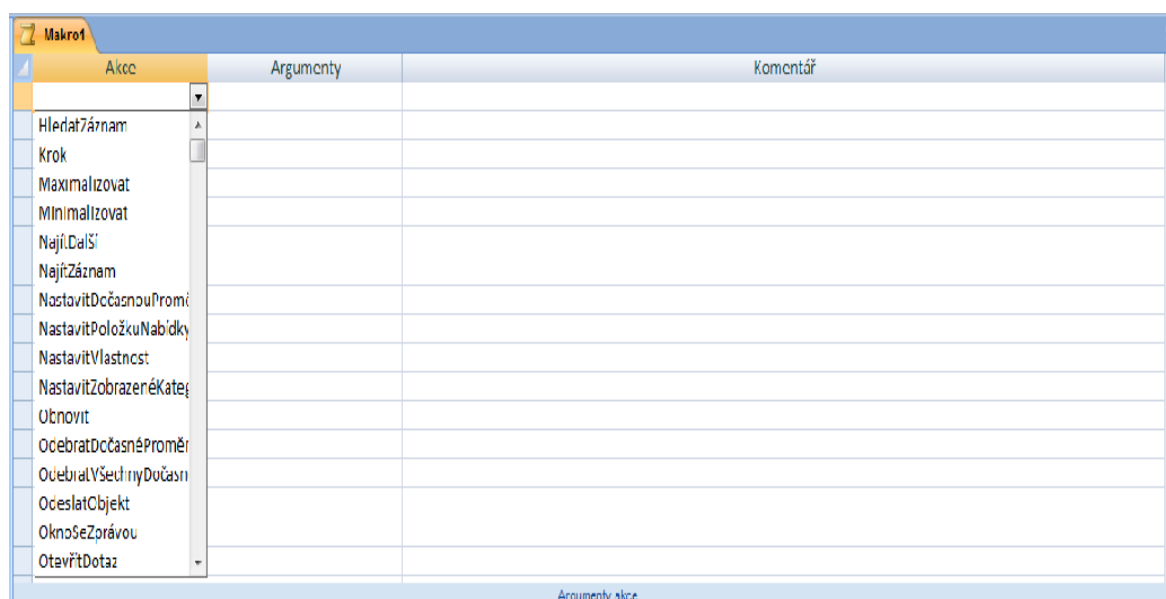 Makro1
Akce Argumenty Komentář
HledatZáznam
Krok
Maximalizovat
Minimalizovat
NajítDalší
NajítZáznam
NastavitDočasnouPromě
NastavitPoložkuNabídky
NastavitVlastnost
NastavitZobrazenéKateg
Obnovit
OdebratDočasnéProměn
OdebratVšechnyDočasn
OdeslatObjekt
OknoSeZprávou
OtevřítDotaz
Argumenty akce